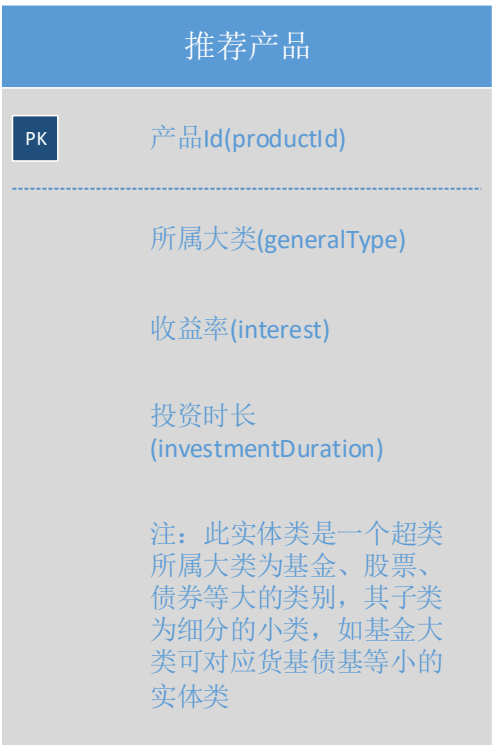 推荐产品
PK
产品Id(productId)
所属大类(generalType)
收益率(interest)
投资时长
(investmentDuration)
注：此实体类是一个超类
所属大类为基金、股票、
债券等大的类别，其子类
为细分的小类，如基金大
类可对应货基债基等小的
实体类